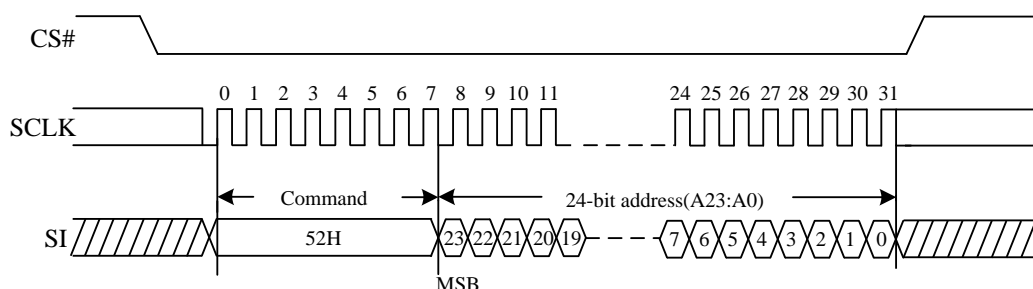 CS#
0 1 2 3 4 5 6 7 8 9 10 11 24 25 26 27 28 29 30 31
SCLK
Command 24-bit address(A23:A0)
SI 52H 23 22 21 20 19 7 6 5 4 3 2 1 0
MSB